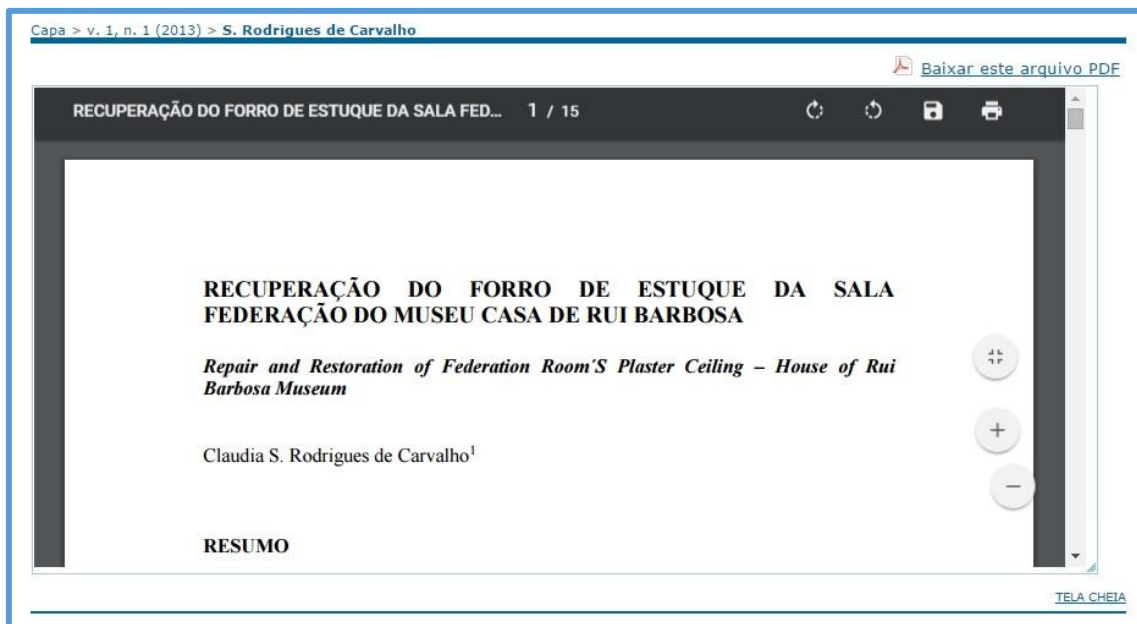 Capa > v. 1, n. 1 (2013) > S. Rodrigues de Carvalho
Baixar este arquivo PDF
RECUPERAÇÃO DO FORRO DE ESTUQUE DA SALA FED... 1 / 15
RECUPERAÇÃO DO FORRO DE ESTUQUE DA SALA
FEDERAÇÃO DO MUSEU CASA DE RUI BARBOSA
Repair and Restoration of Federation Room´S Plaster Ceiling – House of Rui
Barbosa Museum
Claudia S. Rodrigues de Carvalho¹
RESUMO
TELA CHEIA